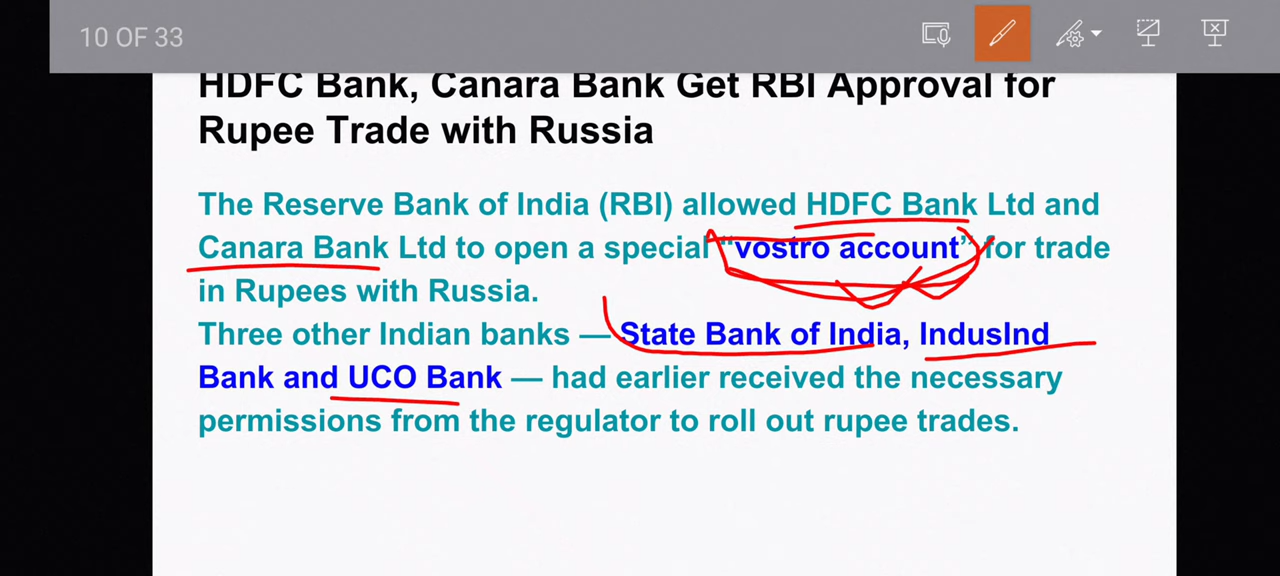 10 OF 33
HDFC Bank, Canara Bank Get RBI Approval for
Rupee Trade with Russia
The Reserve Bank of India (RBI) allowed HDFC Bank Ltd and
Canara Bank Ltd to open a special “vostro account” for trade
in Rupees with Russia.
Three other Indian banks — State Bank of India, IndusInd
Bank and UCO Bank — had earlier received the necessary
permissions from the regulator to roll out rupee trades.